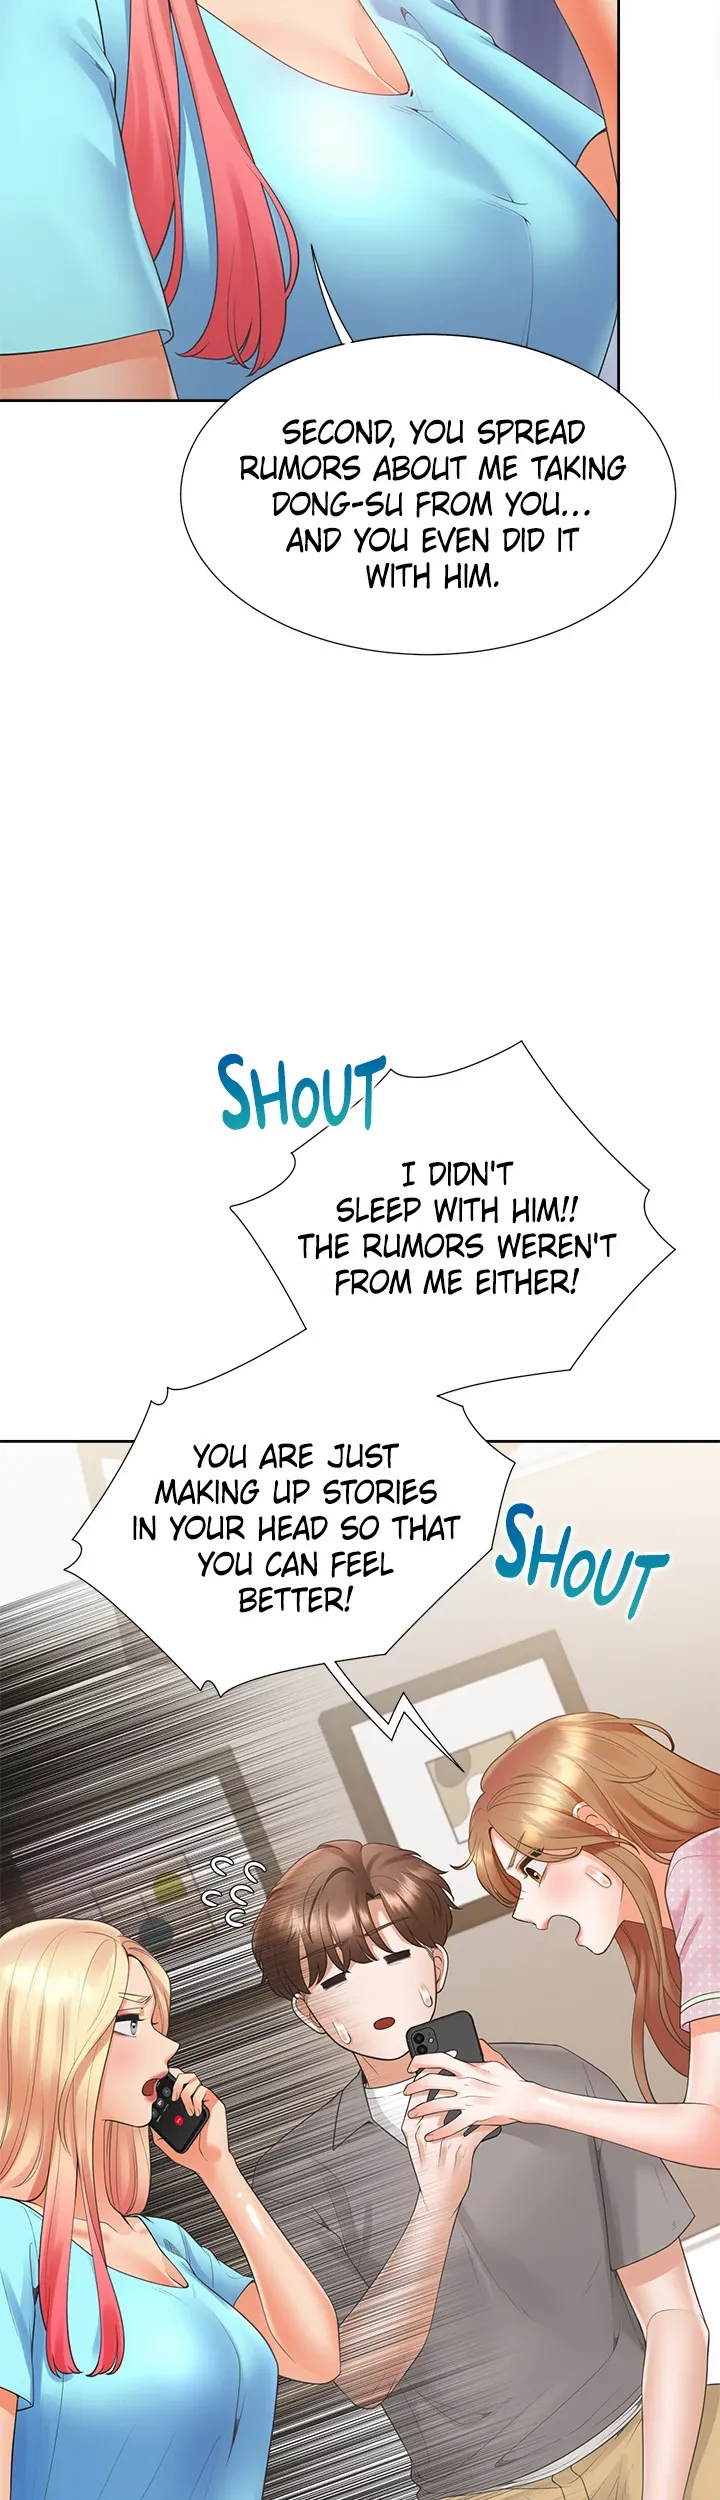 SECOND, YOU SPREAD
RUMORS ABOUT ME TAKING
DONG-SU FROM YOU...
AND YOU EVEN DID IT
WITH HIM.
SHOUT
I DIDN'T
SLEEP WITH HIM!!
THE RUMORS WEREN'T
FROM ME EITHER!
YOU ARE JUST
MAKING UP STORIES
IN YOUR HEAD SO THAT
YOU CAN FEEL
BETTER!
SHOUT